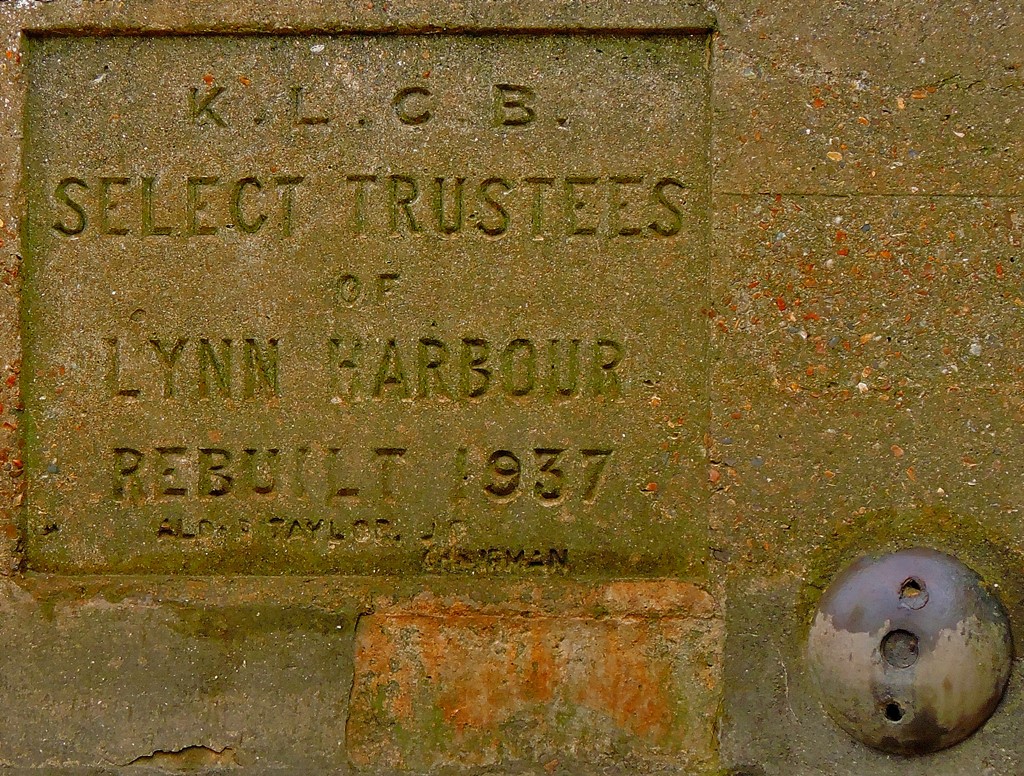 K. L. C B.
SELECT TRUSTEES
OF
LYNN HARBOUR
REBUILT 1937
TAYLOR. J.P.
CHAIRMAN